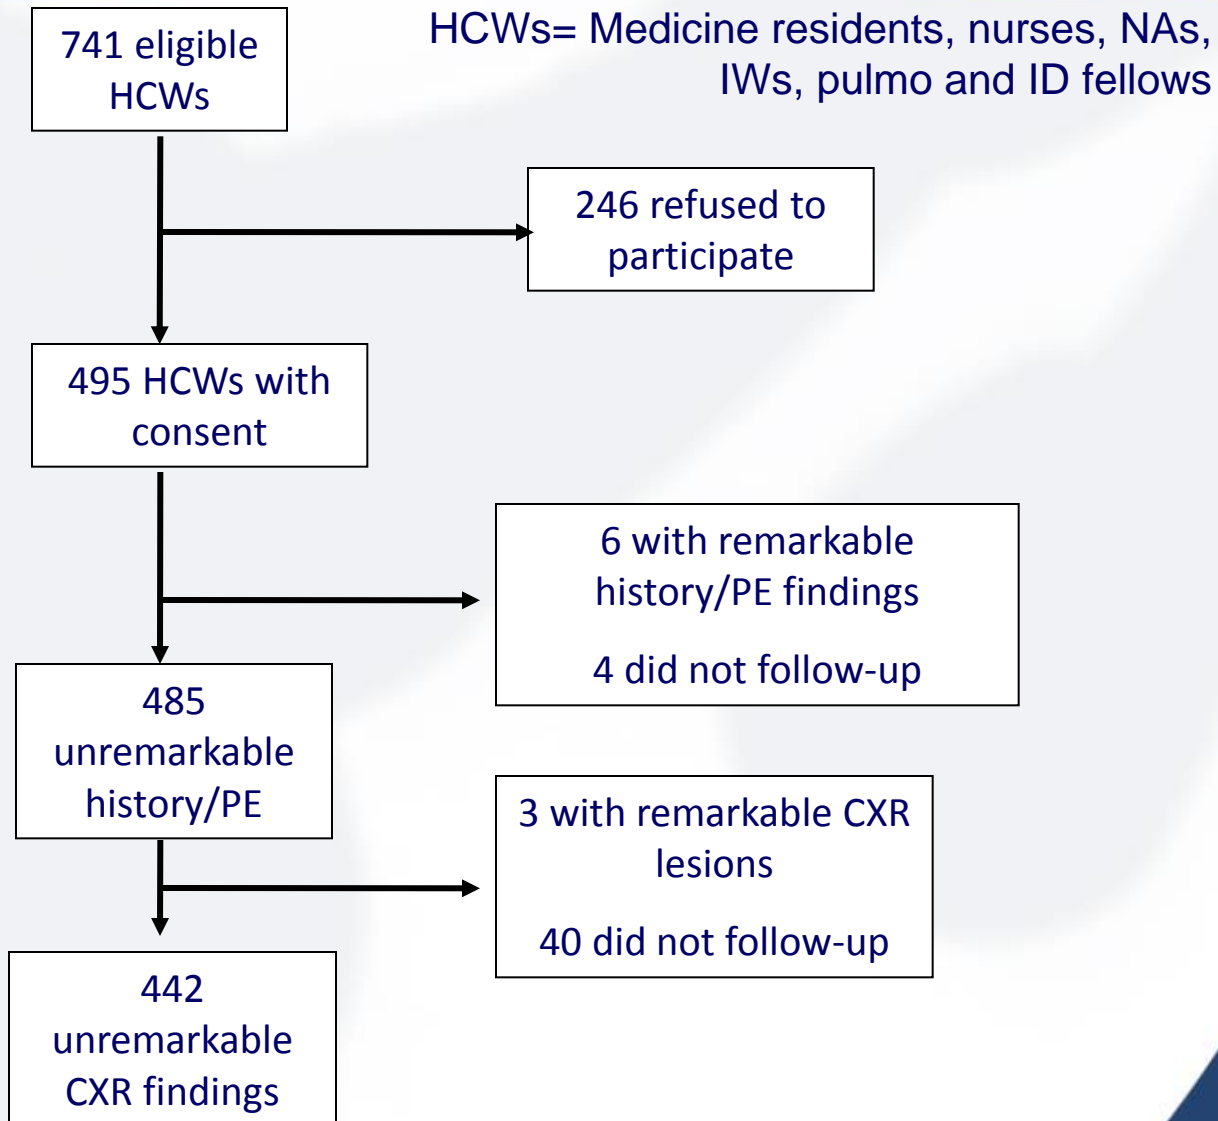 741 eligible
HCWs
HCWs= Medicine residents, nurses, NAs,
IWs, pulmo and ID fellows
246 refused to
participate
495 HCWs with
consent
6 with remarkable
history/PE findings
4 did not follow-up
485
unremarkable
history/PE
3 with remarkable CXR
lesions
40 did not follow-up
442
unremarkable
CXR findings